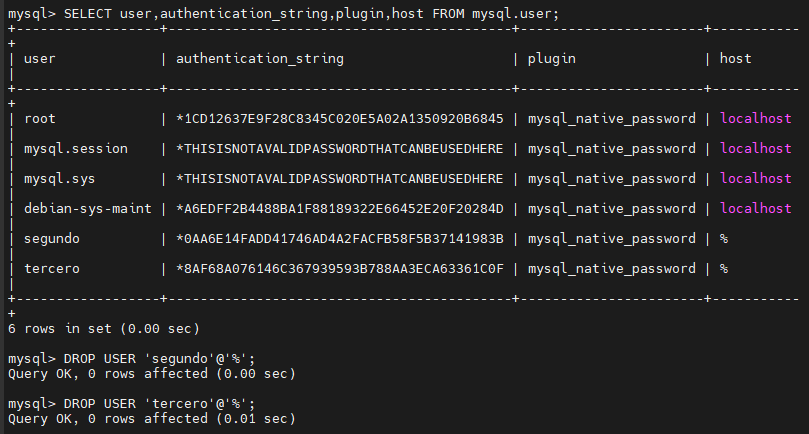 mysql> SELECT user,authentication_string,plugin,host FROM mysql.user;
+------------------+-------------------------------------------+-----------------------+-----------
+
| user             | authentication_string                     | plugin                | host
|
+------------------+-------------------------------------------+-----------------------+-----------
+
| root             | *1CD12637E9F28C8345C020E5A02A1350920B6845 | mysql_native_password | localhost
|
| mysql.session    | *THISISNOTAVALIDPASSWORDTHATCANBEUSEDHERE | mysql_native_password | localhost
|
| mysql.sys        | *THISISNOTAVALIDPASSWORDTHATCANBEUSEDHERE | mysql_native_password | localhost
|
| debian-sys-maint | *A6EDFF2B4488BA1F88189322E66452E20F20284D | mysql_native_password | localhost
|
| segundo          | *0AA6E14FADD41746AD4A2FACFB58F5B37141983B | mysql_native_password | %
|
| tercero          | *8AF68A076146C367939593B788AA3ECA63361C0F | mysql_native_password | %
|
+------------------+-------------------------------------------+-----------------------+-----------
+
6 rows in set (0.00 sec)
mysql> DROP USER 'segundo'@'%';
Query OK, 0 rows affected (0.00 sec)
mysql> DROP USER 'tercero'@'%';
Query OK, 0 rows affected (0.01 sec)